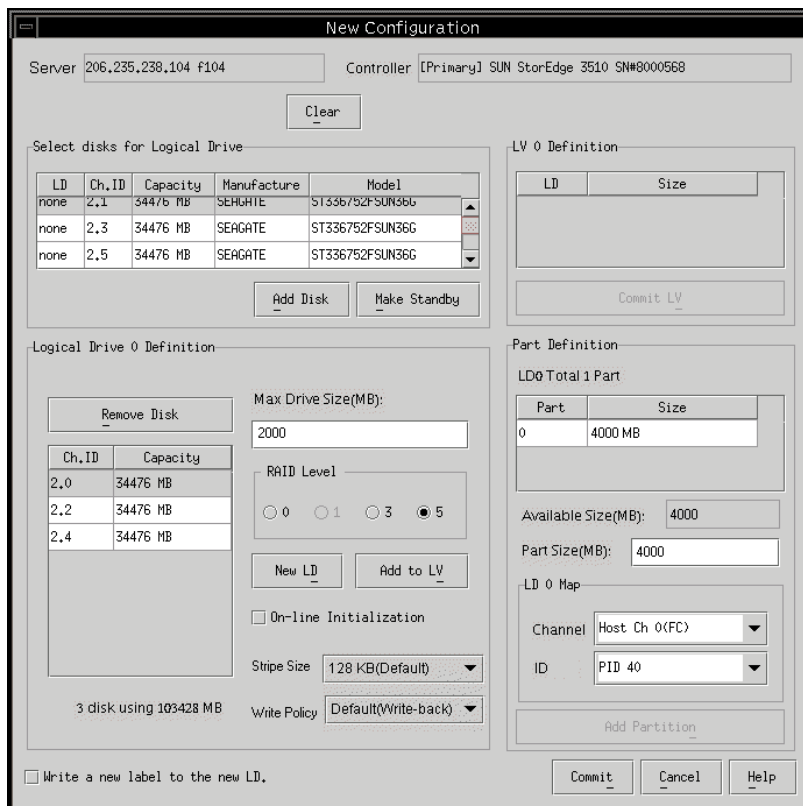 New Configuration
Server 206.235.238.104 f104 Controller [Primary] SUN StorEdge 3510 SN#8000568
Clear
Select disks for Logical Drive
LD Ch.ID Capacity Manufacture Model
none 2.1 34476 MB SEAGATE ST336752FSUN36G
none 2.3 34476 MB SEAGATE ST336752FSUN36G
none 2.5 34476 MB SEAGATE ST336752FSUN36G
Add Disk Make Standby
LV 0 Definition
LD Size
Commit LV
Logical Drive 0 Definition
Remove Disk
Ch.ID Capacity
2.0 34476 MB
2.2 34476 MB
2.4 34476 MB
3 disk using 103428 MB
Max Drive Size(MB):
2000
RAID Level
0 1 3 5
New LD Add to LV
On-line Initialization
Stripe Size 128 KB(Default)
Write Policy Default(Write-back)
Part Definition
LD0 Total 1 Part
Part Size
0 4000 MB
Available Size(MB): 4000
Part Size(MB): 4000
LD 0 Map
Channel Host Ch 0(FC)
ID PID 40
Add Partition
Write a new label to the new LD.
Commit Cancel Help